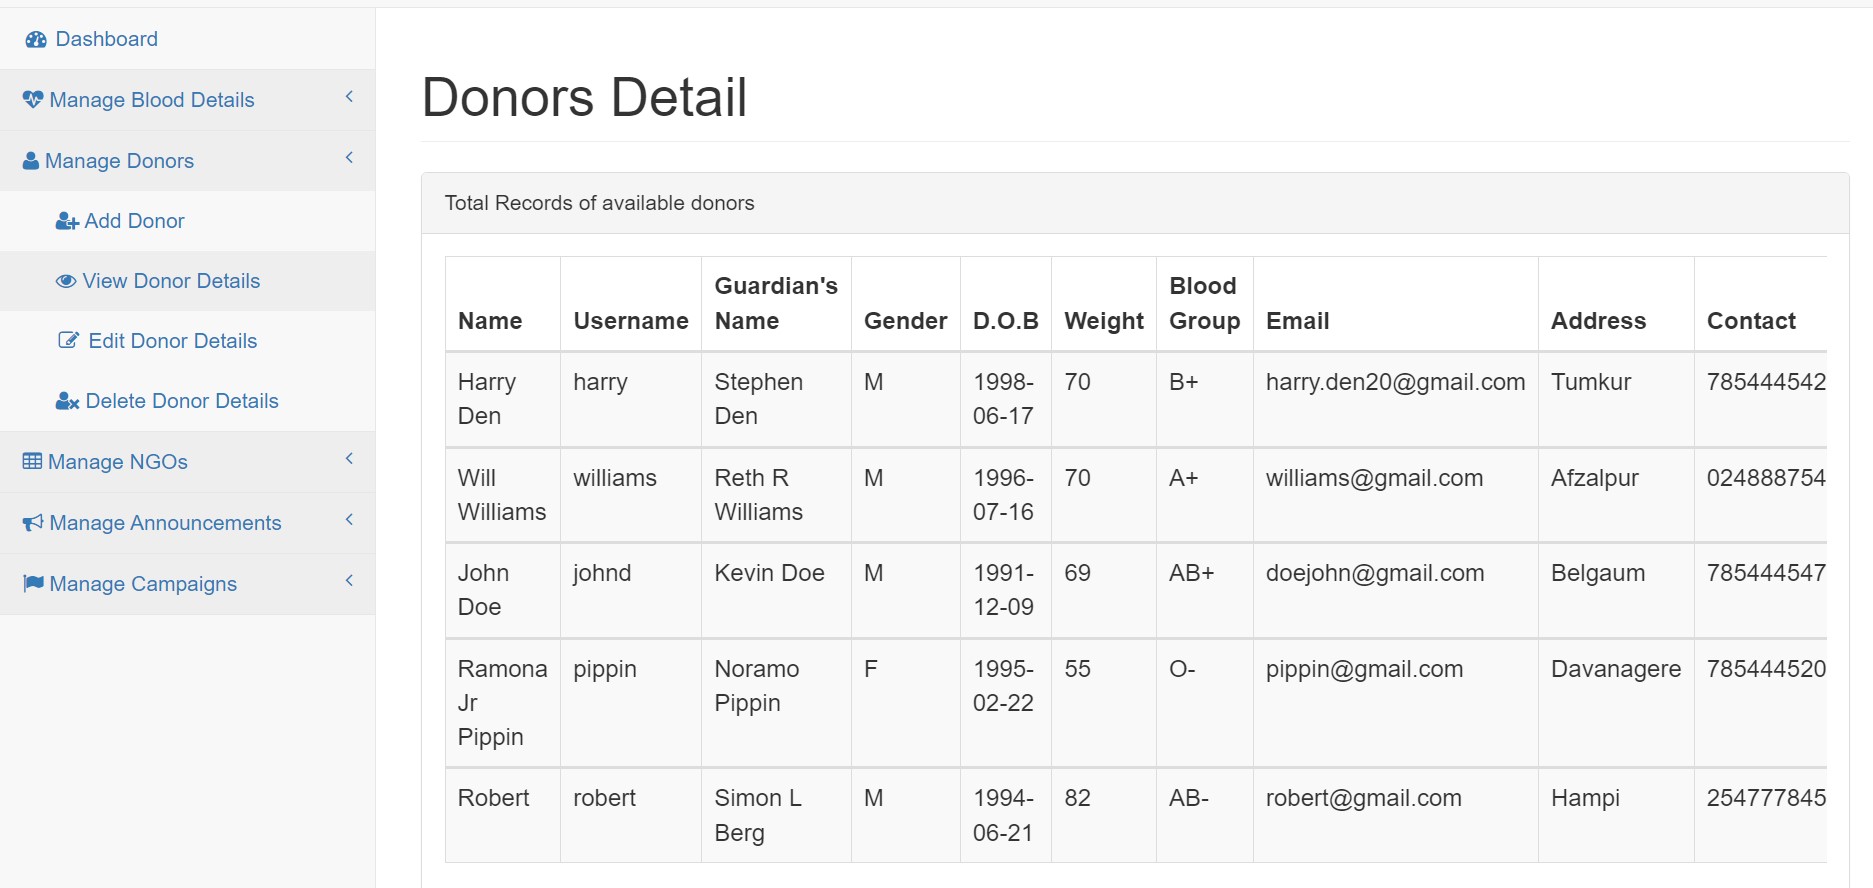 Dashboard
Manage Blood Details
Manage Donors
Add Donor
View Donor Details
Edit Donor Details
Delete Donor Details
Manage NGOs
Manage Announcements
Manage Campaigns
Donors Detail
Total Records of available donors
Name Username Guardian's Name Gender D.O.B Weight Blood Group Email Address Contact
Harry Den harry Stephen Den M 1998-06-17 70 B+ harry.den20@gmail.com Tumkur 785444542
Will Williams williams Reth R Williams M 1996-07-16 70 A+ williams@gmail.com Afzalpur 024888754
John Doe johnd Kevin Doe M 1991-12-09 69 AB+ doejohn@gmail.com Belgaum 785444547
Ramona Jr Pippin pippin Noramo Pippin F 1995-02-22 55 O- pippin@gmail.com Davanagere 785444520
Robert robert Simon L Berg M 1994-06-21 82 AB- robert@gmail.com Hampi 254777845